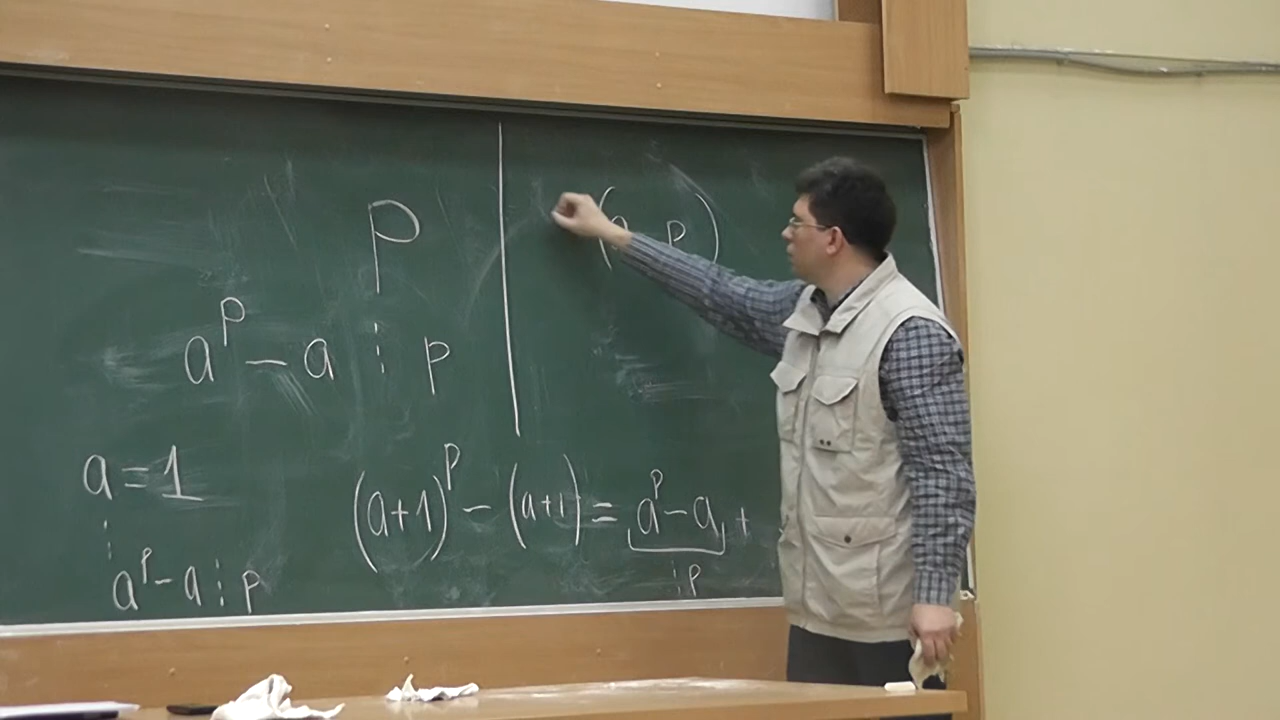 P
a^p - a ⋮ p
a = 1
⋮
a^p - a ⋮ p
(a p)
(a+1)^p - (a+1) = a^p - a +
⋮ p